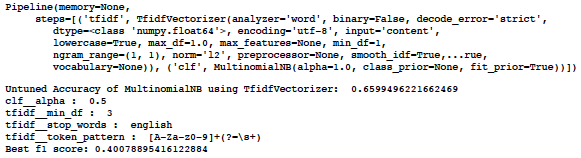 Pipeline(memory=None,
steps=[('tfidf', TfidfVectorizer(analyzer='word', binary=False, decode_error='strict',
dtype=<class 'numpy.float64'>, encoding='utf-8', input='content',
lowercase=True, max_df=1.0, max_features=None, min_df=1,
ngram_range=(1, 1), norm='l2', preprocessor=None, smooth_idf=True,...rue,
vocabulary=None)), ('clf', MultinomialNB(alpha=1.0, class_prior=None, fit_prior=True))])
Untuned Accuracy of MultinomialNB using TfidfVectorizer:  0.6599496221662469
clf__alpha :  0.5
tfidf__min_df :  3
tfidf__stop_words :  english
tfidf__token_pattern :  [A-Za-z0-9]+(?=\s+)
Best f1 score: 0.40078895416122884